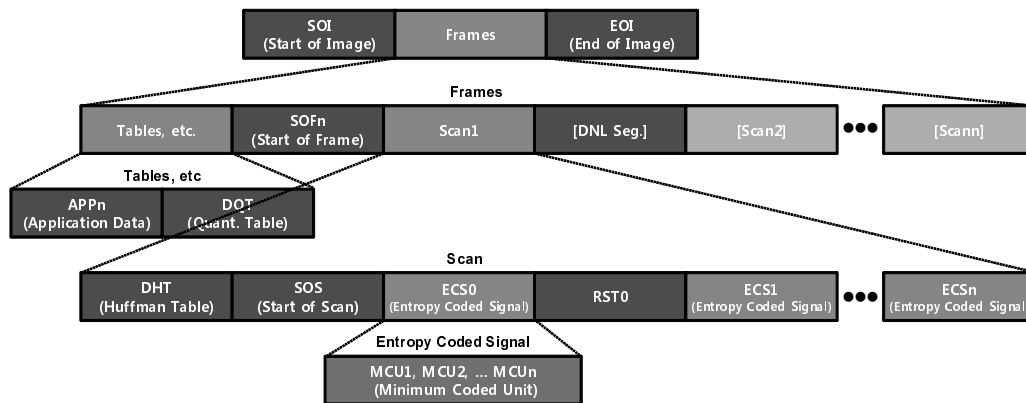 SOI
(Start of Image)
Frames
EOI
(End of Image)
Frames
Tables, etc.
SOFn
(Start of Frame)
Scan1
[DNL Seg.]
[Scan2]
[Scann]
Tables, etc
APPn
(Application Data)
DQT
(Quant. Table)
Scan
DHT
(Huffman Table)
SOS
(Start of Scan)
ECS0
(Entropy Coded Signal)
RST0
ECS1
(Entropy Coded Signal)
ECSn
(Entropy Coded Signal)
Entropy Coded Signal
MCU1, MCU2, ... MCUn
(Minimum Coded Unit)